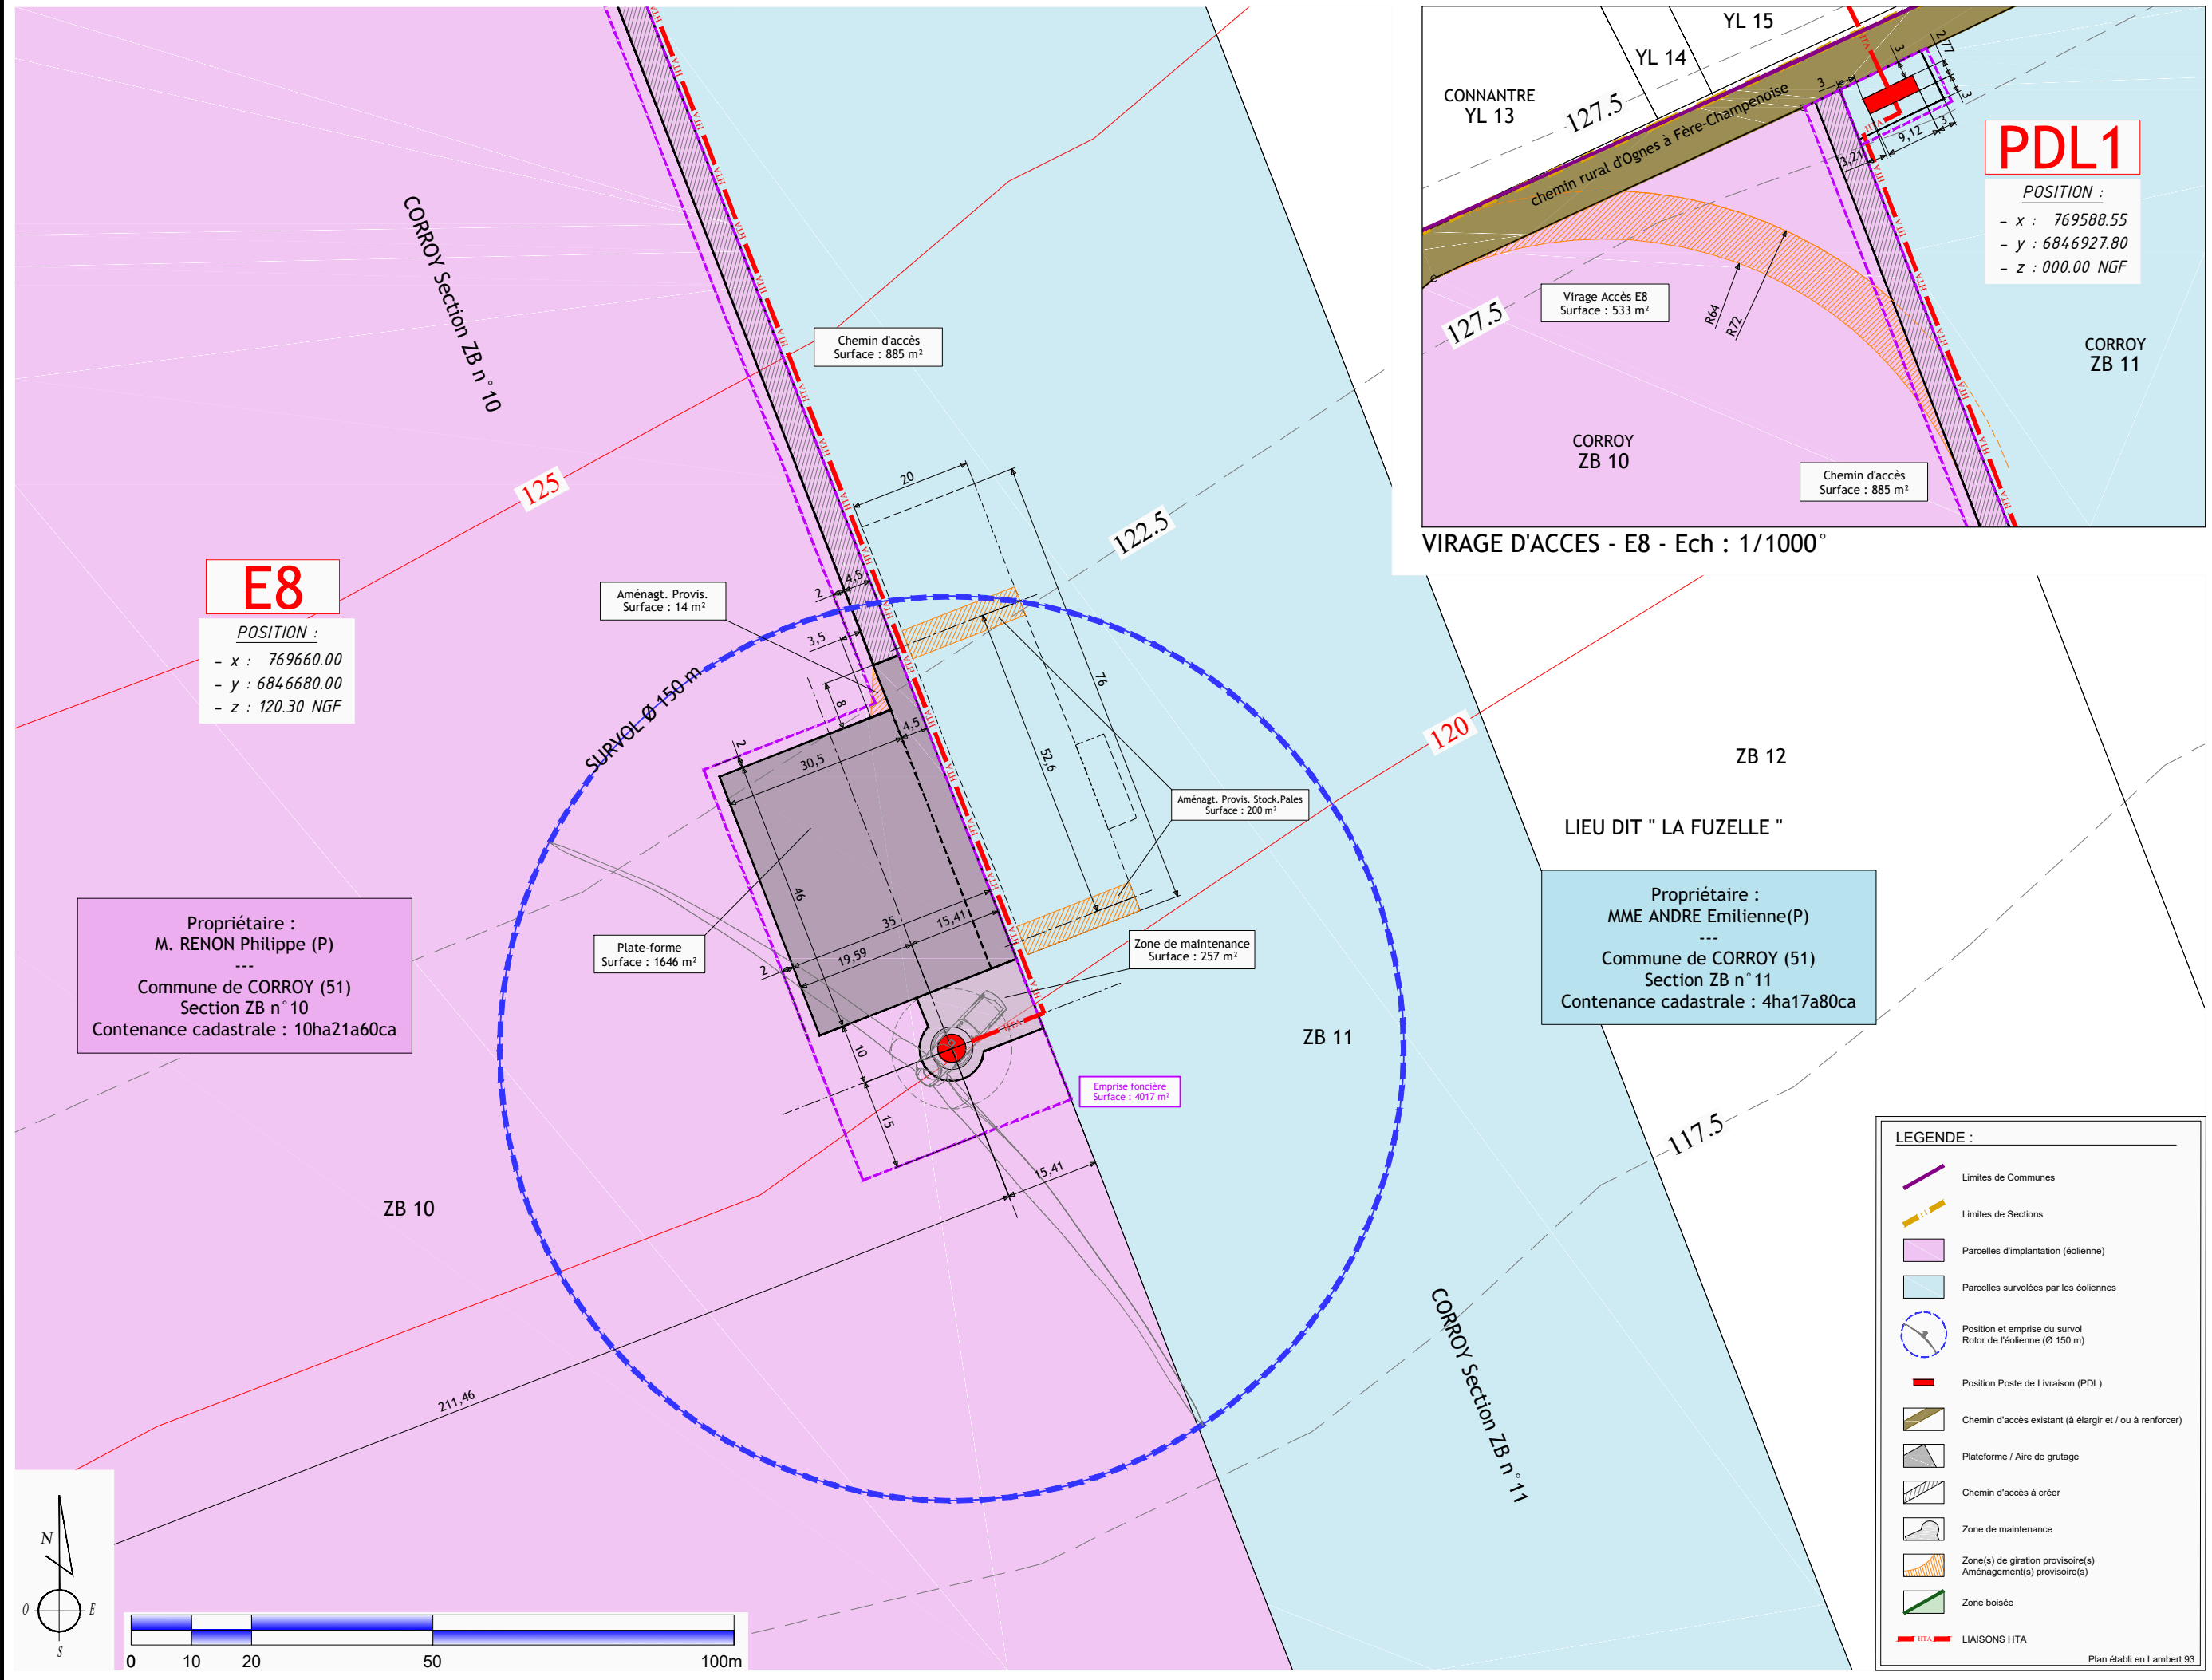 CORROY Section ZB n°10
125
E8
POSITION :
- x : 769660.00
- y : 6846680.00
- z : 120.30 NGF
Chemin d'accès
Surface : 885 m²
Aménagt. Provis.
Surface : 14 m²
20
122.5
4,5
2
3,5
8
4,5
2
30,5
76
52,6
SURVOL Ø 150 m
Aménagt. Provis. Stock.Pales
Surface : 200 m²
120
46
35
15,41
19,59
2
10
15
15,41
211,46
Plate-forme
Surface : 1646 m²
Zone de maintenance
Surface : 257 m²
Emprise foncière
Surface : 4017 m²
HTA
Propriétaire :
M. RENON Philippe (P)
---
Commune de CORROY (51)
Section ZB n°10
Contenance cadastrale : 10ha21a60ca
ZB 10
ZB 11
ZB 12
LIEU DIT " LA FUZELLE "
Propriétaire :
MME ANDRE Emilienne(P)
---
Commune de CORROY (51)
Section ZB n°11
Contenance cadastrale : 4ha17a80ca
117.5
CORROY Section ZB n°11
YL 15
YL 14
CONNANTRE
YL 13
127.5
chemin rural d'Ognes à Fère-Champenoise
3
3
2,77
3
9,12
3
3,21
HTA
PDL1
POSITION :
- x : 769588.55
- y : 6846927.80
- z : 000.00 NGF
Virage Accès E8
Surface : 533 m²
R64
R72
127.5
CORROY
ZB 11
CORROY
ZB 10
Chemin d'accès
Surface : 885 m²
VIRAGE D'ACCES - E8 - Ech : 1/1000°
LEGENDE :
Limites de Communes
Limites de Sections
Parcelles d'implantation (éolienne)
Parcelles survolées par les éoliennes
Position et emprise du survol
Rotor de l'éolienne (Ø 150 m)
Position Poste de Livraison (PDL)
Chemin d'accès existant (à élargir et / ou à renforcer)
Plateforme / Aire de grutage
Chemin d'accès à créer
Zone de maintenance
Zone(s) de giration provisoire(s)
Aménagement(s) provisoire(s)
Zone boisée
HTA LIAISONS HTA
Plan établi en Lambert 93
N
O E
S
0 10 20 50 100m